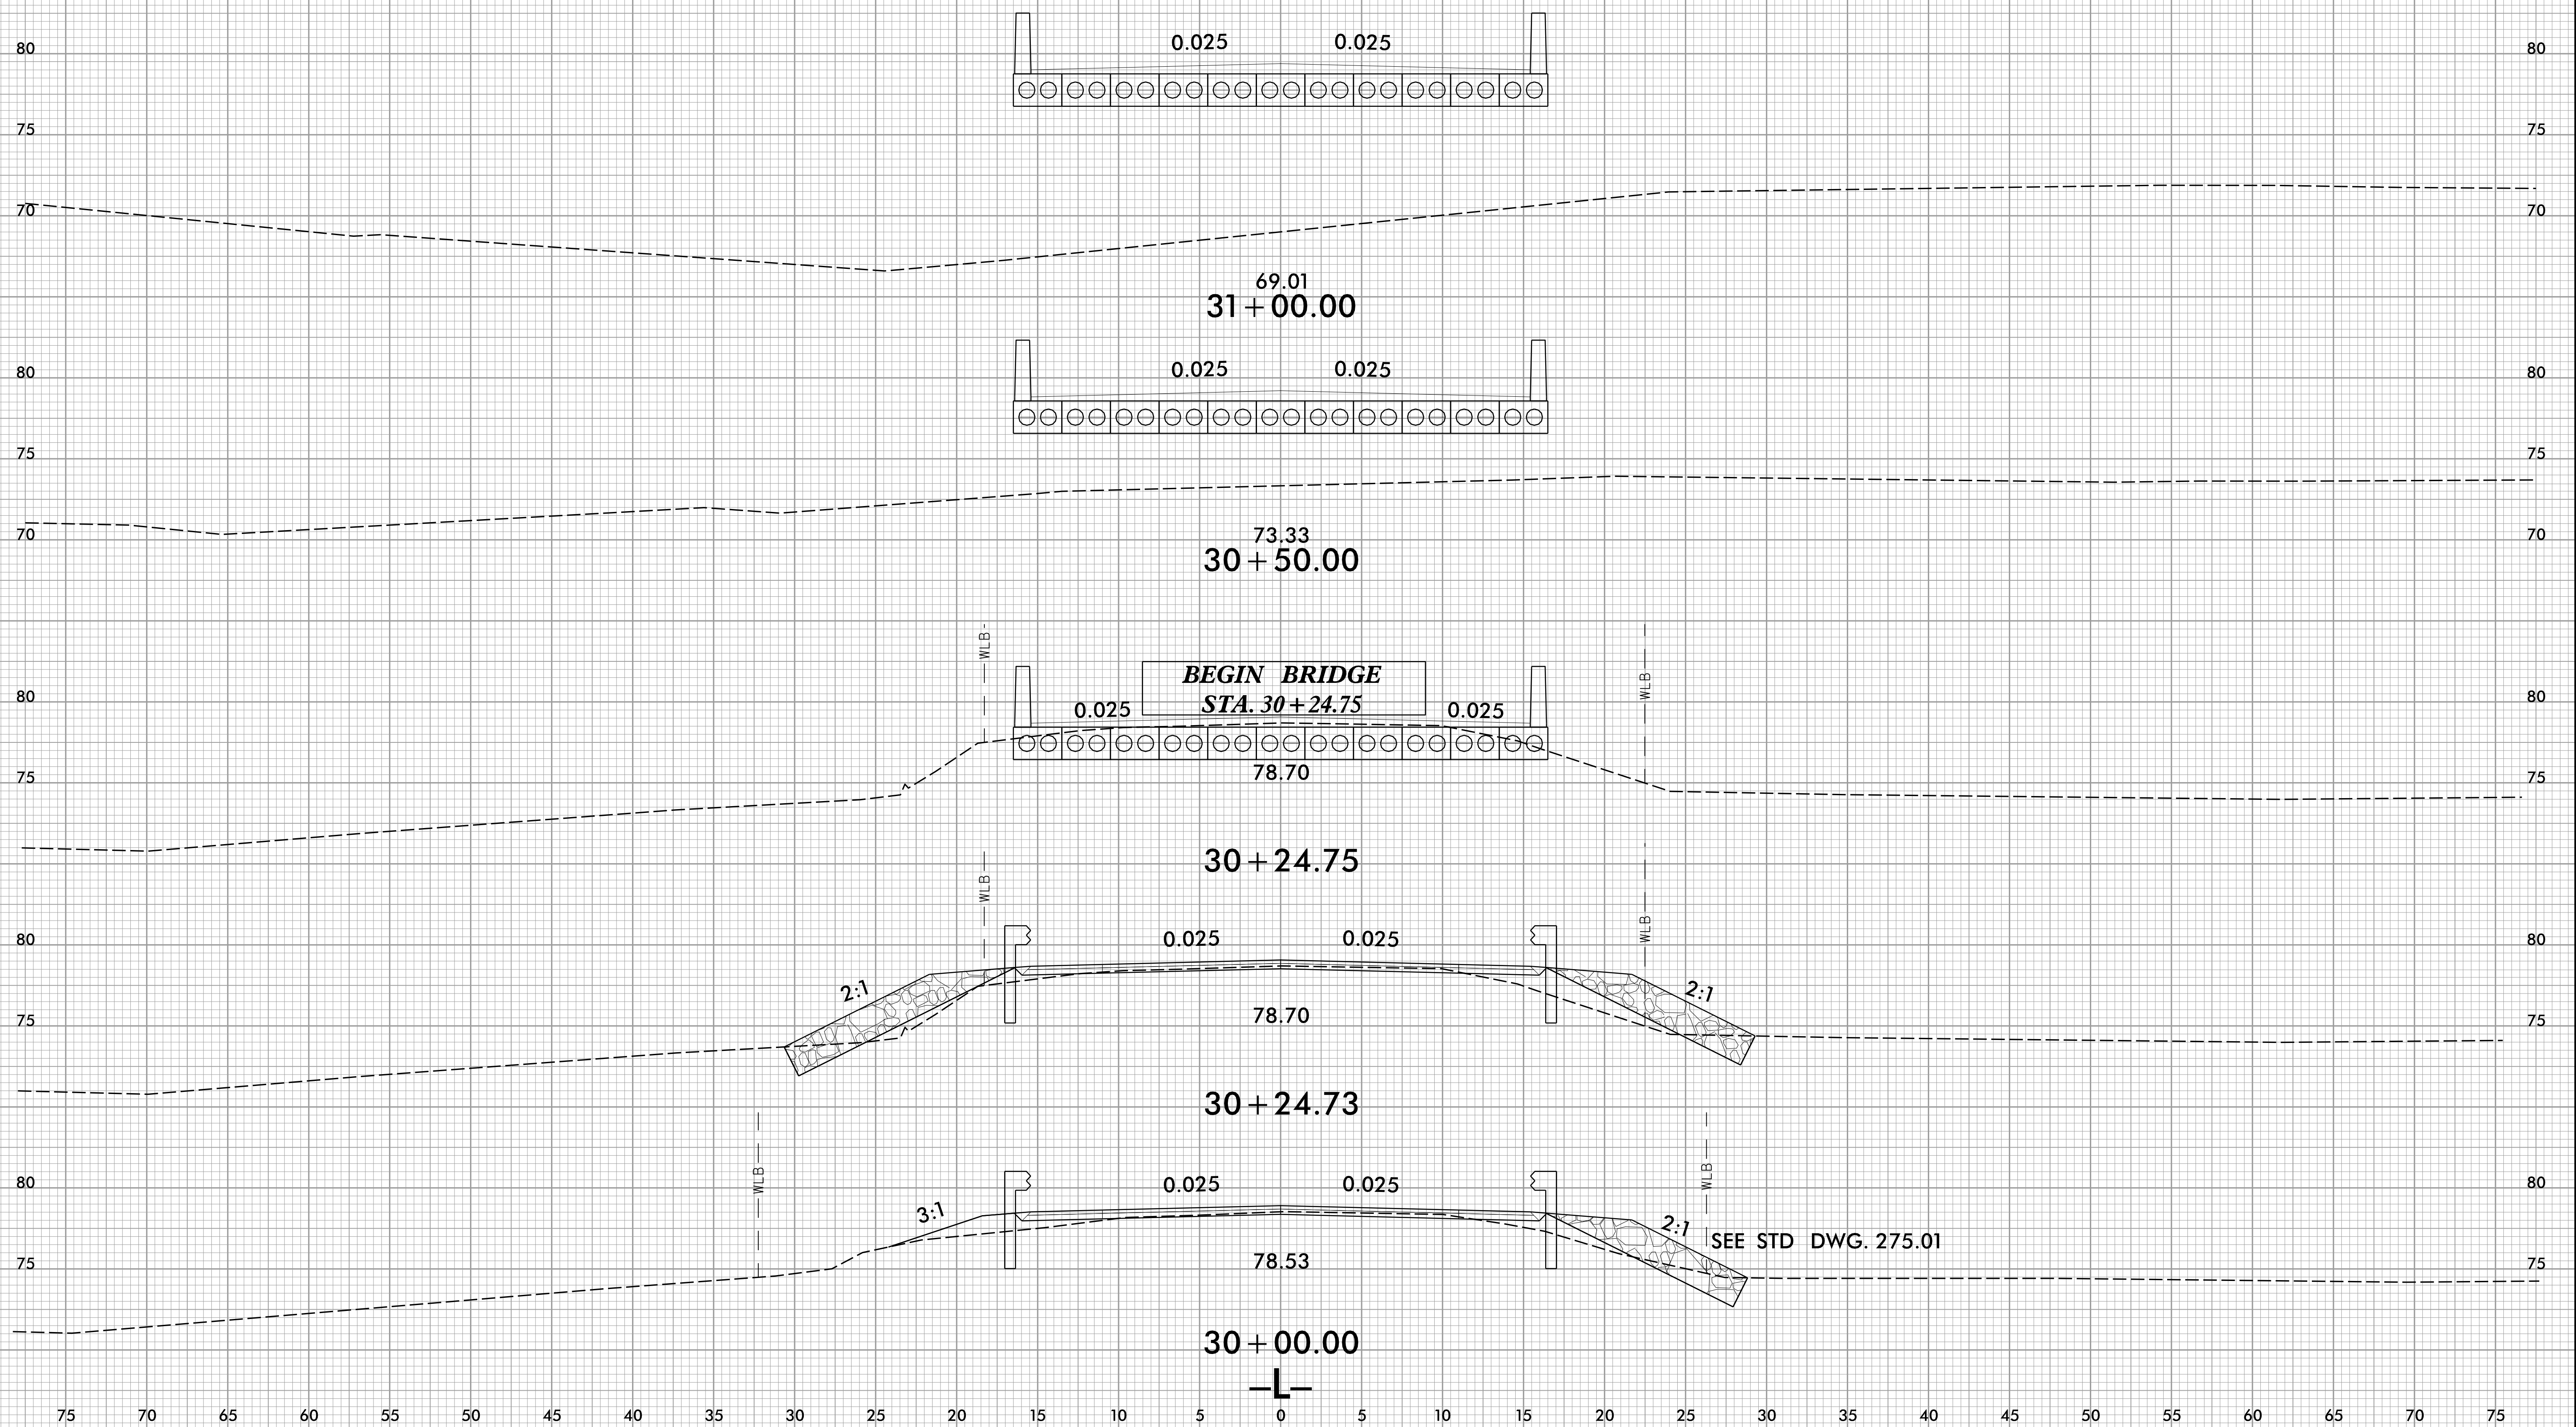 80 0.025 0.025 80
75 75
70 70
69.01
31+00.00
80 0.025 0.025 80
75 75
70 70
73.33
30+50.00
WLB WLB
BEGIN BRIDGE
80 80
0.025 STA. 30+24.75 0.025
75 78.70 75
30+24.75
WLB WLB
80 0.025 0.025 80
2:1 2:1
75 78.70 75
30+24.73
WLB WLB
80 0.025 0.025 80
3:1 2:1
SEE STD DWG. 275.01
75 78.53 75
30+00.00
-L-
75 70 65 60 55 50 45 40 35 30 25 20 15 10 5 0 5 10 15 20 25 30 35 40 45 50 55 60 65 70 75